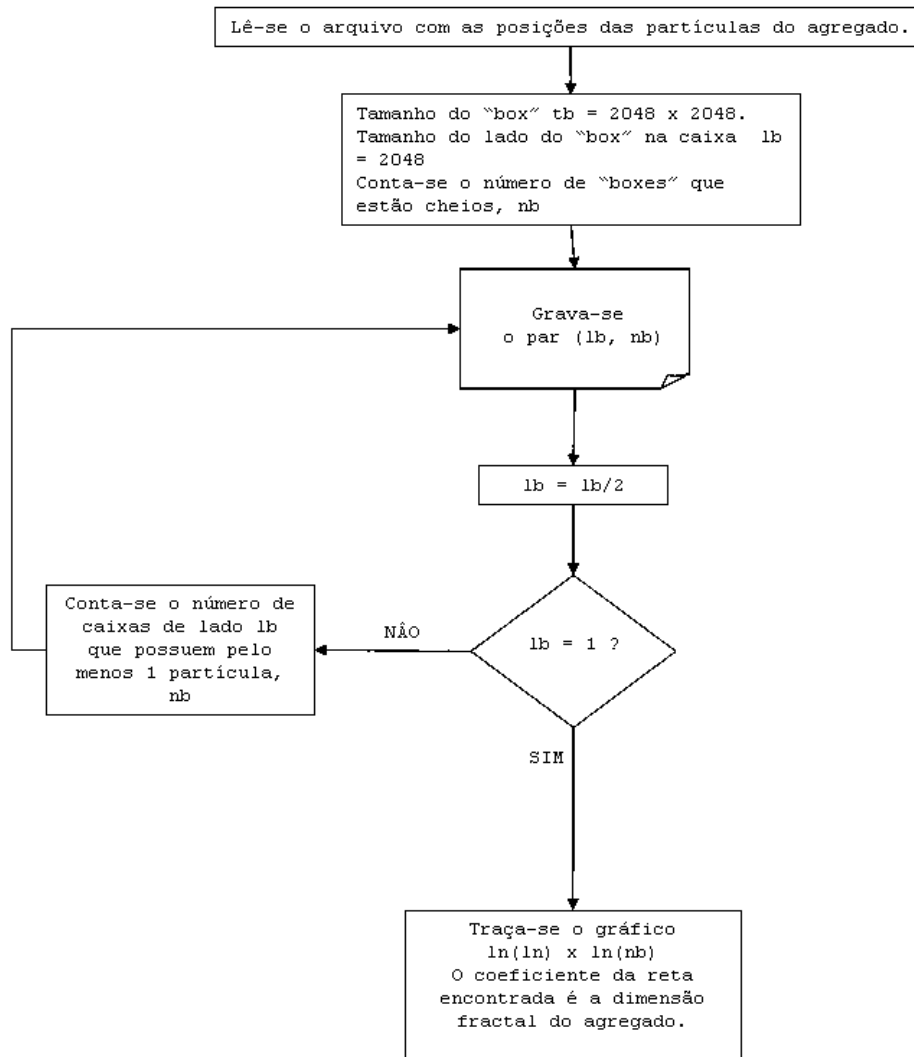 Lê-se o arquivo com as posições das partículas do agregado.
Tamanho do ˝box˝ tb = 2048 x 2048.
Tamanho do lado do ˝box˝ na caixa lb
= 2048
Conta-se o número de ˝boxes˝ que
estão cheios, nb
Grava-se
o par (lb, nb)
lb = lb/2
lb = 1 ?
NÂO
Conta-se o número de
caixas de lado lb
que possuem pelo
menos 1 partícula,
nb
SIM
Traça-se o gráfico
ln(ln) x ln(nb)
O coeficiente da reta
encontrada é a dimensão
fractal do agregado.